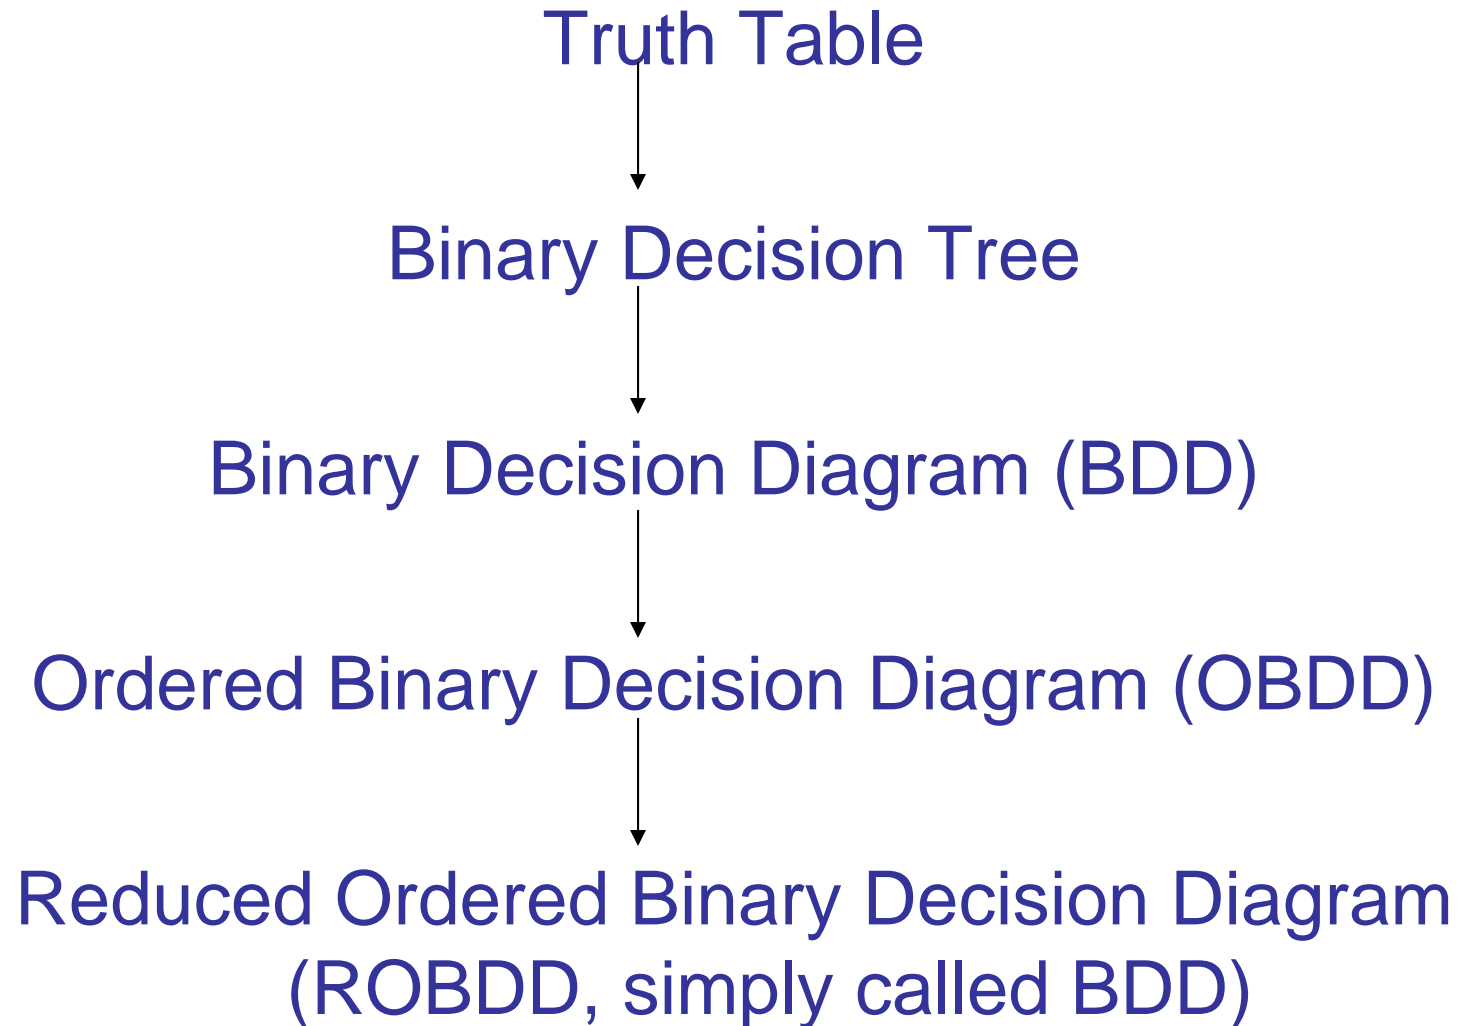 Truth Table
Binary Decision Tree
Binary Decision Diagram (BDD)
Ordered Binary Decision Diagram (OBDD)
Reduced Ordered Binary Decision Diagram
(ROBDD, simply called BDD)